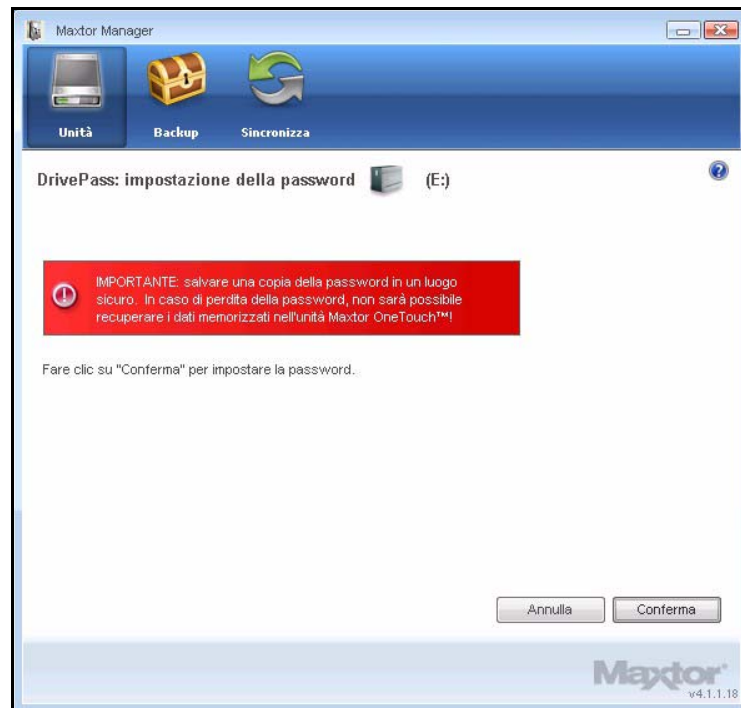 Maxtor Manager
Unità
Backup
Sincronizza
DrivePass: impostazione della password
(E:)
IMPORTANTE: salvare una copia della password in un luogo
sicuro. In caso di perdita della password, non sarà possibile
recuperare i dati memorizzati nell'unità Maxtor OneTouch™!
Fare clic su "Conferma" per impostare la password.
Annulla
Conferma
Maxtor
v4.1.1.18